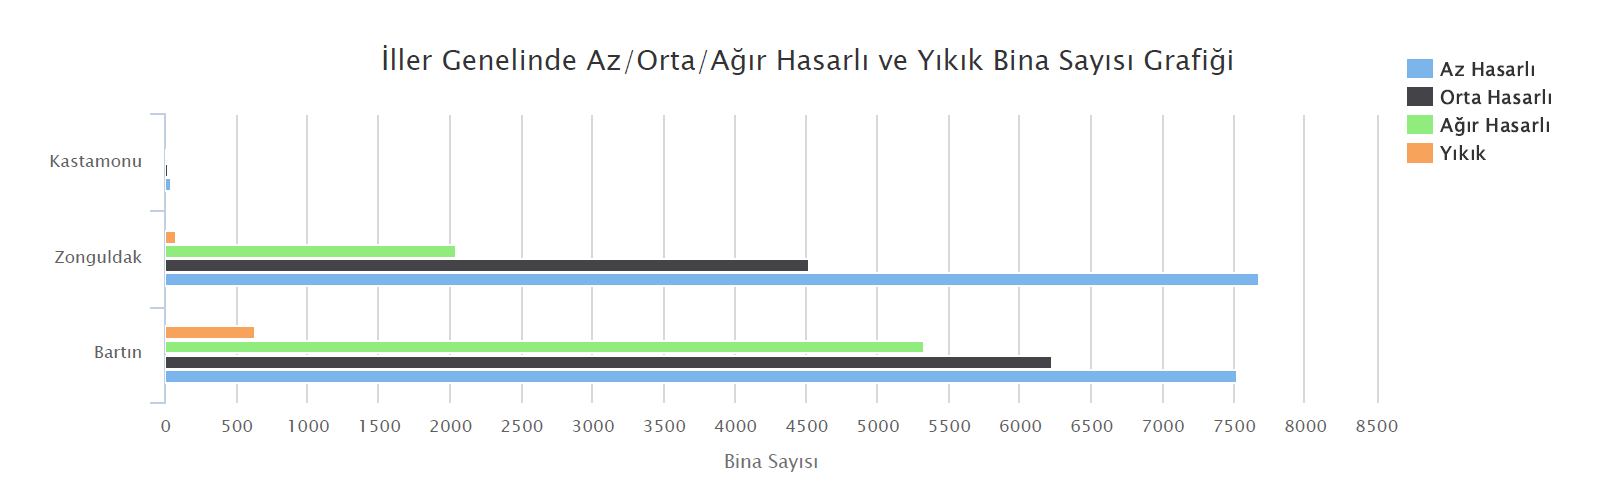 İller Genelinde Az/Orta/Ağır Hasarlı ve Yıkık Bina Sayısı Grafiği
Az Hasarlı
Orta Hasarlı
Ağır Hasarlı
Yıkık
Kastamonu
Zonguldak
Bartın
0 500 1000 1500 2000 2500 3000 3500 4000 4500 5000 5500 6000 6500 7000 7500 8000 8500
Bina Sayısı